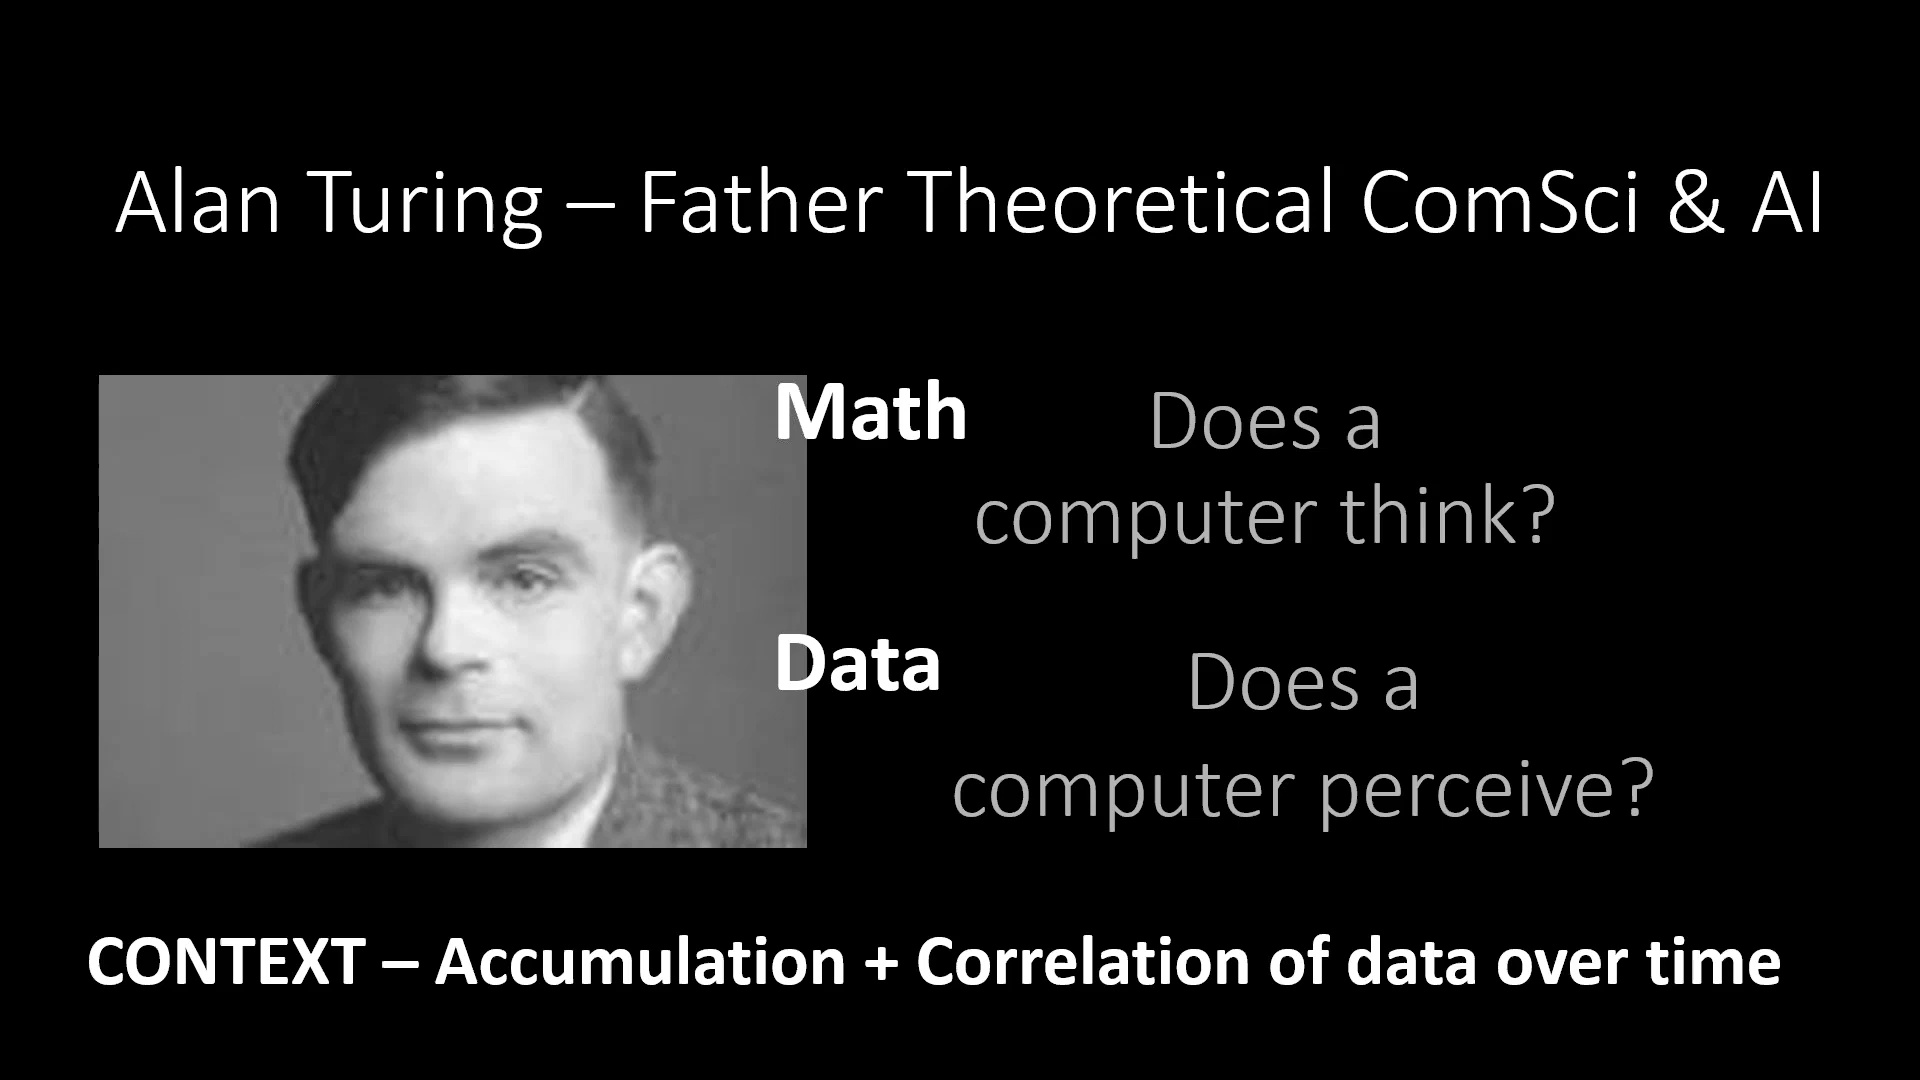 Alan Turing – Father Theoretical ComSci & AI
Math
Does a
computer think?
Data
Does a
computer perceive?
CONTEXT – Accumulation + Correlation of data over time